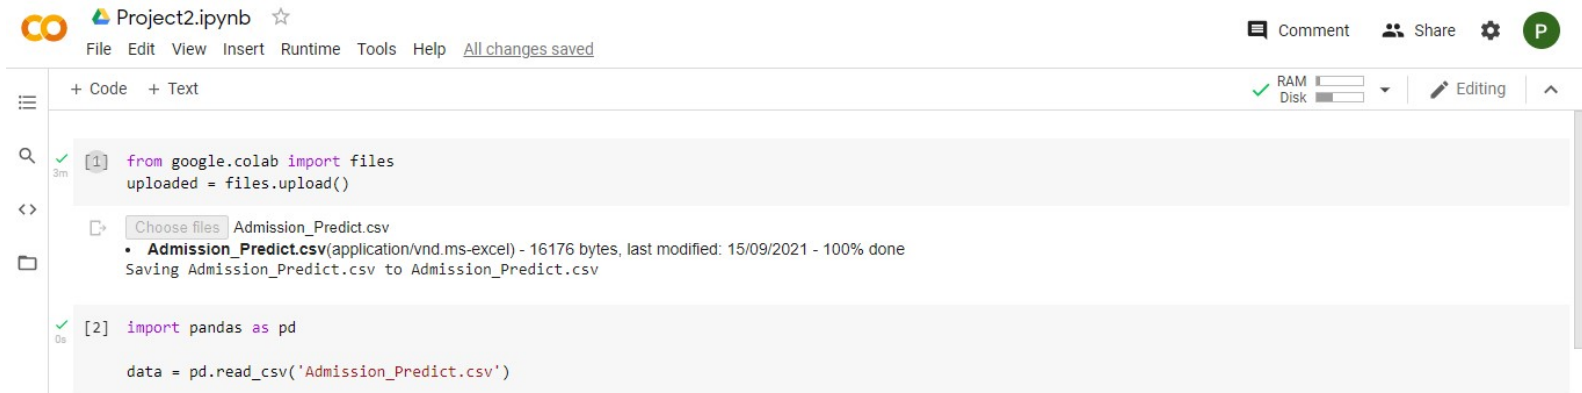 Project2.ipynb
Comment Share P
File Edit View Insert Runtime Tools Help All changes saved
+ Code + Text
RAM
Disk
Editing
[1] from google.colab import files
3m
uploaded = files.upload()
Choose files Admission_Predict.csv
• Admission_Predict.csv(application/vnd.ms-excel) - 16176 bytes, last modified: 15/09/2021 - 100% done
Saving Admission_Predict.csv to Admission_Predict.csv
[2] import pandas as pd
0s
data = pd.read_csv('Admission_Predict.csv')